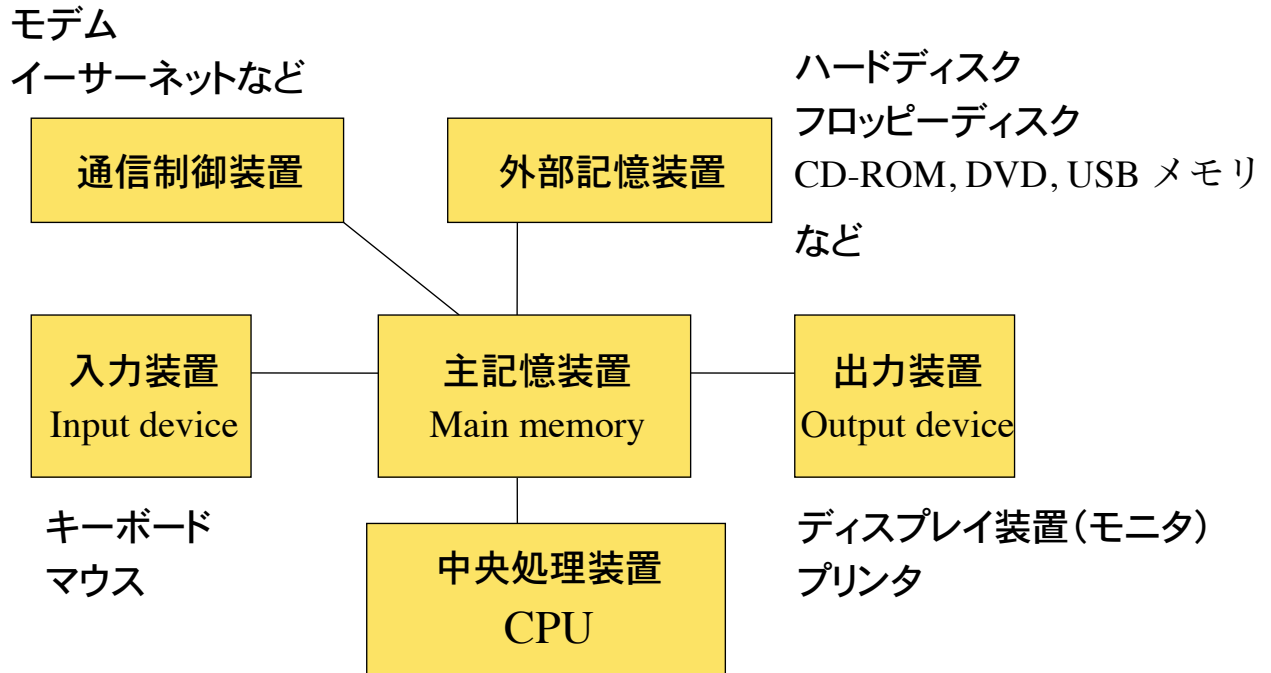 モデム
イーサーネットなど
通信制御装置
外部記憶装置
ハードディスク
フロッピーディスク
CD-ROM, DVD, USB メモリ
など
入力装置
Input device
主記憶装置
Main memory
出力装置
Output device
キーボード
マウス
中央処理装置
CPU
ディスプレイ装置(モニタ)
プリンタ